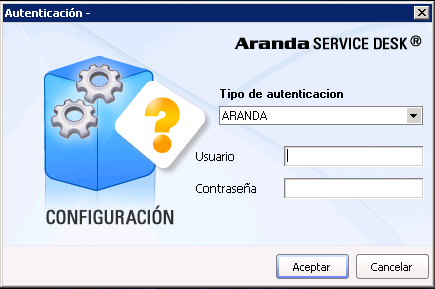 Autenticación -
Aranda SERVICE DESK ®
Tipo de autenticacion
ARANDA
Usuario
Contraseña
CONFIGURACIÓN
Aceptar
Cancelar